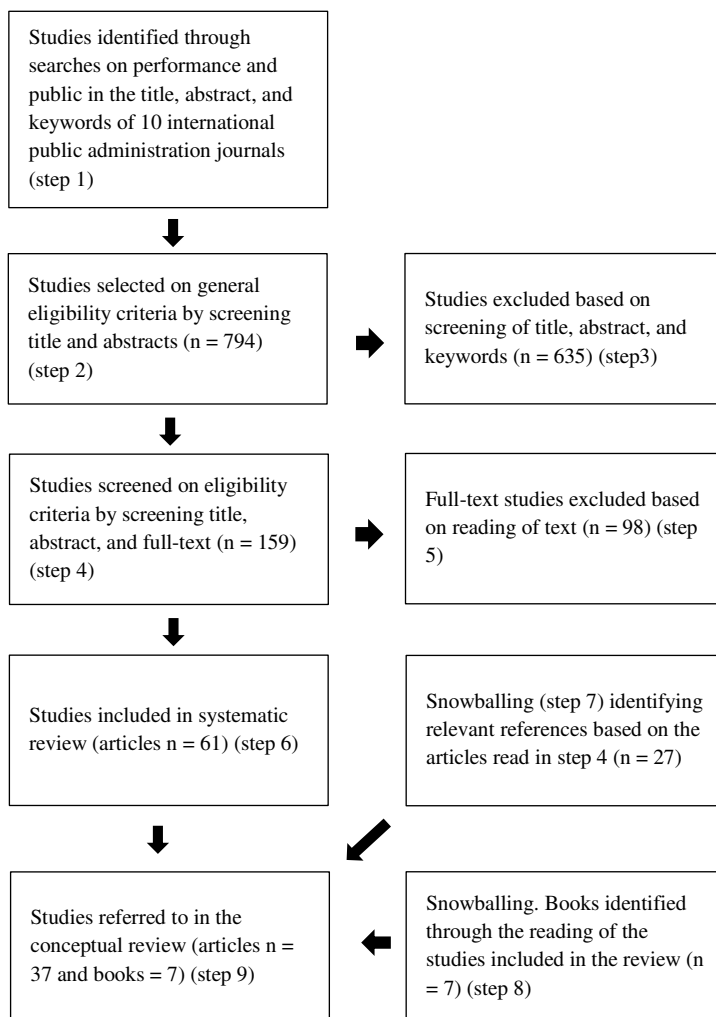 Studies identified through
searches on performance and
public in the title, abstract, and
keywords of 10 international
public administration journals
(step 1)
Studies selected on general
eligibility criteria by screening
title and abstracts (n = 794)
(step 2)
Studies excluded based on
screening of title, abstract, and
keywords (n = 635) (step3)
Studies screened on eligibility
criteria by screening title,
abstract, and full-text (n = 159)
(step 4)
Full-text studies excluded based
on reading of text (n = 98) (step
5)
Studies included in systematic
review (articles n = 61) (step 6)
Snowballing (step 7) identifying
relevant references based on the
articles read in step 4 (n = 27)
Studies referred to in the
conceptual review (articles n =
37 and books = 7) (step 9)
Snowballing. Books identified
through the reading of the
studies included in the review (n
= 7) (step 8)